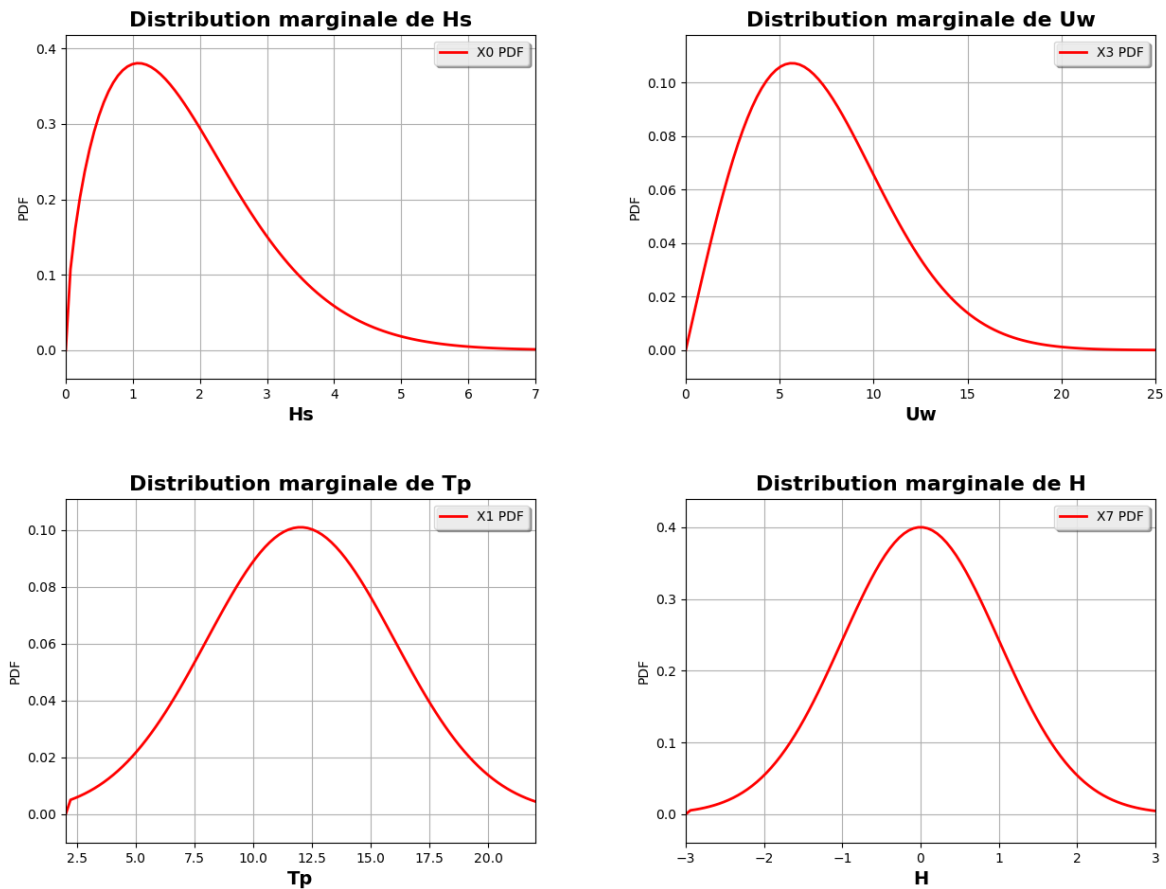 Distribution marginale de Hs
X0 PDF
PDF
0.4
0.3
0.2
0.1
0.0
0 1 2 3 4 5 6 7
Hs
Distribution marginale de Uw
X3 PDF
PDF
0.10
0.08
0.06
0.04
0.02
0.00
0 5 10 15 20 25
Uw
Distribution marginale de Tp
X1 PDF
PDF
0.10
0.08
0.06
0.04
0.02
0.00
2.5 5.0 7.5 10.0 12.5 15.0 17.5 20.0
Tp
Distribution marginale de H
X7 PDF
PDF
0.4
0.3
0.2
0.1
0.0
−3 −2 −1 0 1 2 3
H